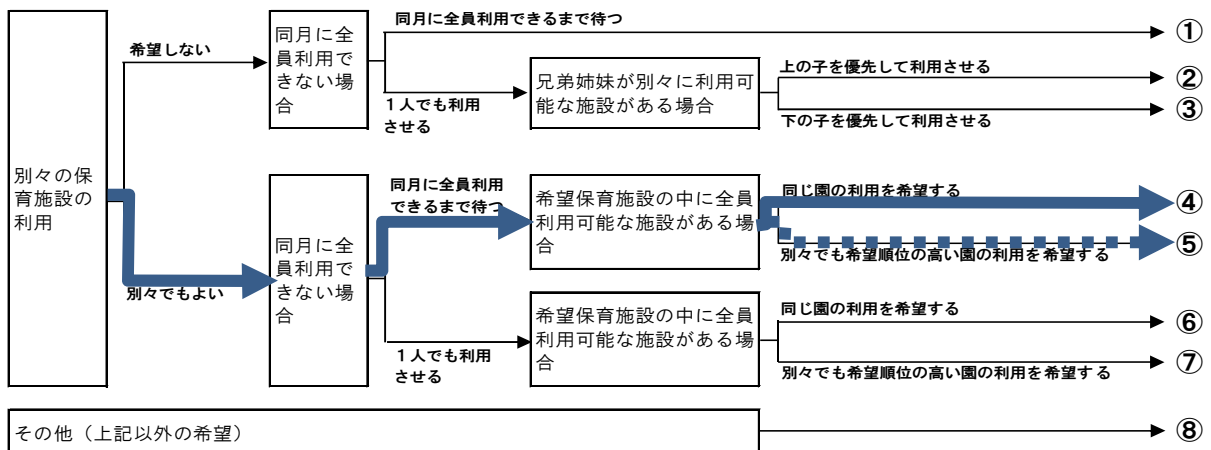 同月に全員利用できるまで待つ
①
希望しない
同月に全
員利用で
きない場
合
上の子を優先して利用させる
②
兄弟姉妹が別々に利用可
能な施設がある場合
１人でも利用
させる
③
下の子を優先して利用させる
別々の保
育施設の
利用
同月に全員利用
できるまで待つ
希望保育施設の中に全員
利用可能な施設がある場
合
同じ園の利用を希望する
④
⑤
別々でも希望順位の高い園の利用を希望する
同月に全
員利用で
きない場
合
別々でもよい
希望保育施設の中に全員
利用可能な施設がある場
合
同じ園の利用を希望する
⑥
１人でも利用
させる
⑦
別々でも希望順位の高い園の利用を希望する
その他（上記以外の希望）
⑧